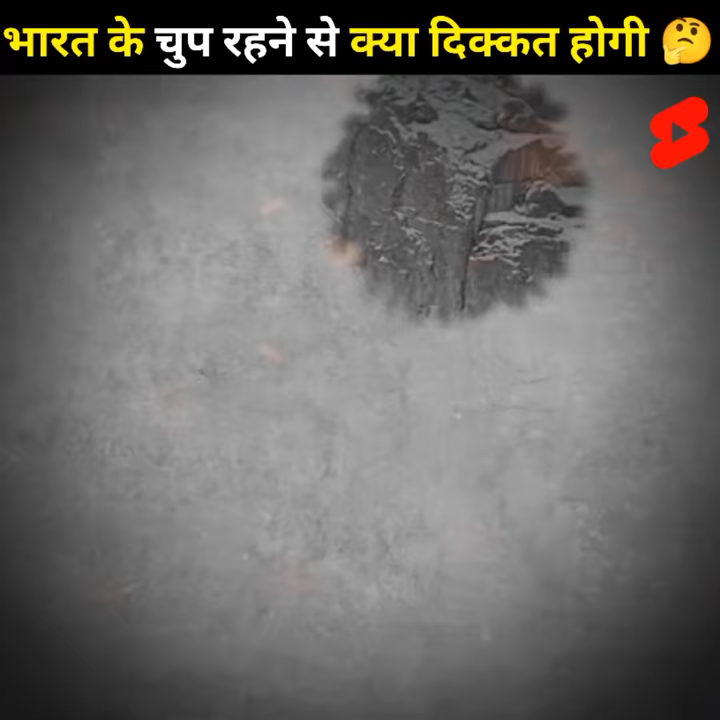 भारत के चुप रहने से क्या दिक्कत होगी 🤔